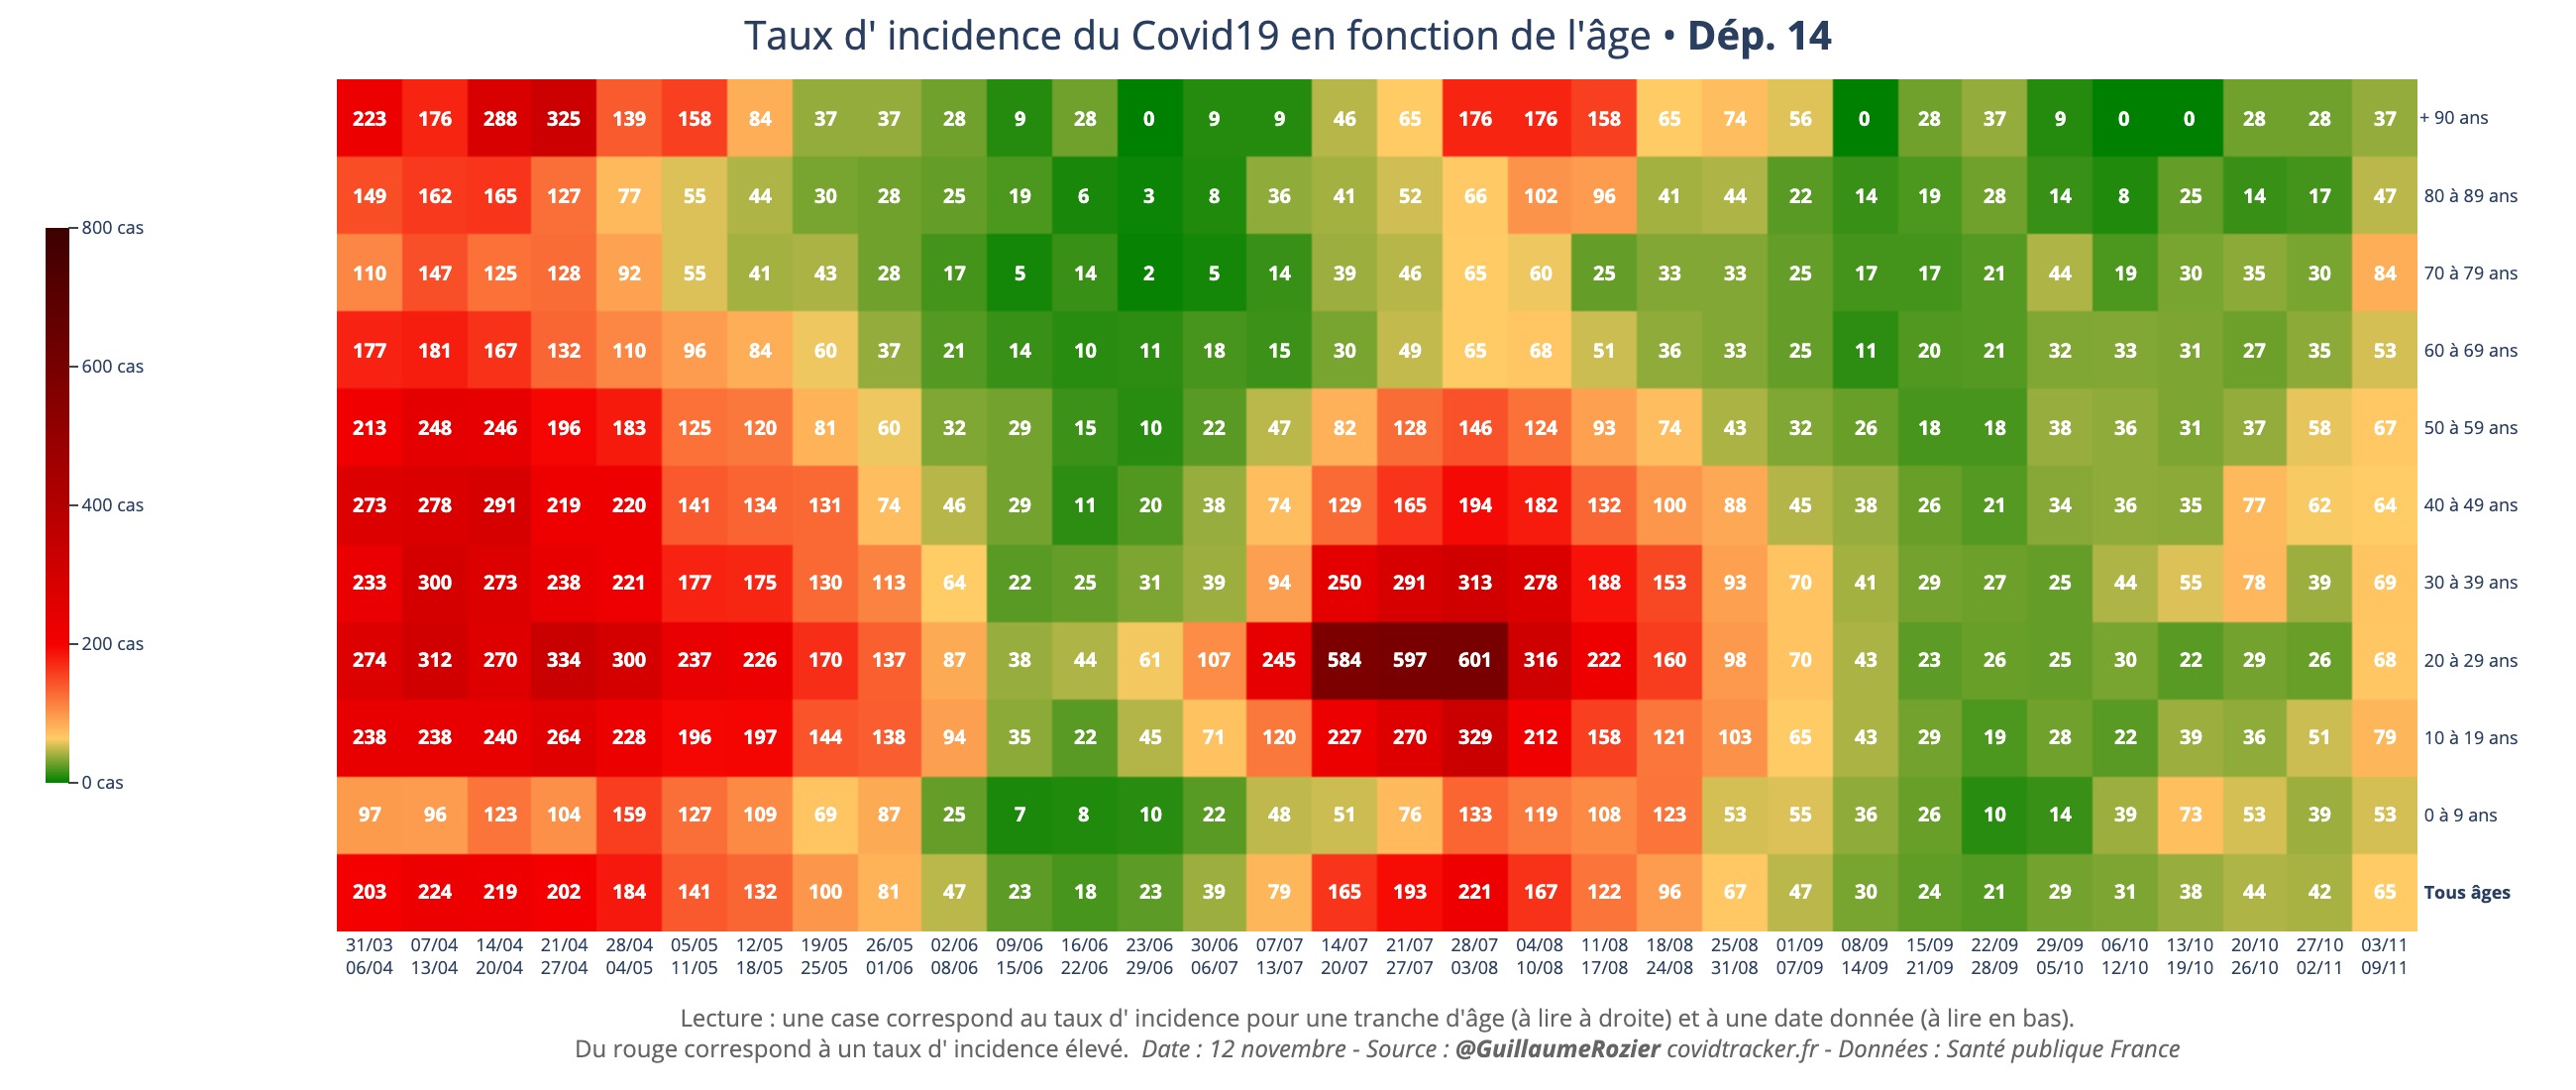 Taux d' incidence du Covid19 en fonction de l'âge • Dép. 14
800 cas
600 cas
400 cas
200 cas
0 cas
223 176 288 325 139 158 84 37 37 28 9 28 0 9 9 46 65 176 176 158 65 74 56 0 28 37 9 0 0 28 28 37 + 90 ans
149 162 165 127 77 55 44 30 28 25 19 6 3 8 36 41 52 66 102 96 41 44 22 14 19 28 14 8 25 14 17 47 80 à 89 ans
110 147 125 128 92 55 41 43 28 17 5 14 2 5 14 39 46 65 60 25 33 33 25 17 17 21 44 19 30 35 30 84 70 à 79 ans
177 181 167 132 110 96 84 60 37 21 14 10 11 18 15 30 49 65 68 51 36 33 25 11 20 21 32 33 31 27 35 53 60 à 69 ans
213 248 246 196 183 125 120 81 60 32 29 15 10 22 47 82 128 146 124 93 74 43 32 26 18 18 38 36 31 37 58 67 50 à 59 ans
273 278 291 219 220 141 134 131 74 46 29 11 20 38 74 129 165 194 182 132 100 88 45 38 26 21 34 36 35 77 62 64 40 à 49 ans
233 300 273 238 221 177 175 130 113 64 22 25 31 39 94 250 291 313 278 188 153 93 70 41 29 27 25 44 55 78 39 69 30 à 39 ans
274 312 270 334 300 237 226 170 137 87 38 44 61 107 245 584 597 601 316 222 160 98 70 43 23 26 25 30 22 29 26 68 20 à 29 ans
238 238 240 264 228 196 197 144 138 94 35 22 45 71 120 227 270 329 212 158 121 103 65 43 29 19 28 22 39 36 51 79 10 à 19 ans
97 96 123 104 159 127 109 69 87 25 7 8 10 22 48 51 76 133 119 108 123 53 55 36 26 10 14 39 73 53 39 53 0 à 9 ans
203 224 219 202 184 141 132 100 81 47 23 18 23 39 79 165 193 221 167 122 96 67 47 30 24 21 29 31 38 44 42 65 Tous âges
31/03 07/04 14/04 21/04 28/04 05/05 12/05 19/05 26/05 02/06 09/06 16/06 23/06 30/06 07/07 14/07 21/07 28/07 04/08 11/08 18/08 25/08 01/09 08/09 15/09 22/09 29/09 06/10 13/10 20/10 27/10 03/11
06/04 13/04 20/04 27/04 04/05 11/05 18/05 25/05 01/06 08/06 15/06 22/06 29/06 06/07 13/07 20/07 27/07 03/08 10/08 17/08 24/08 31/08 07/09 14/09 21/09 28/09 05/10 12/10 19/10 26/10 02/11 09/11
Lecture : une case correspond au taux d' incidence pour une tranche d'âge (à lire à droite) et à une date donnée (à lire en bas).
Du rouge correspond à un taux d' incidence élevé. Date : 12 novembre - Source : @GuillaumeRozier covidtracker.fr - Données : Santé publique France